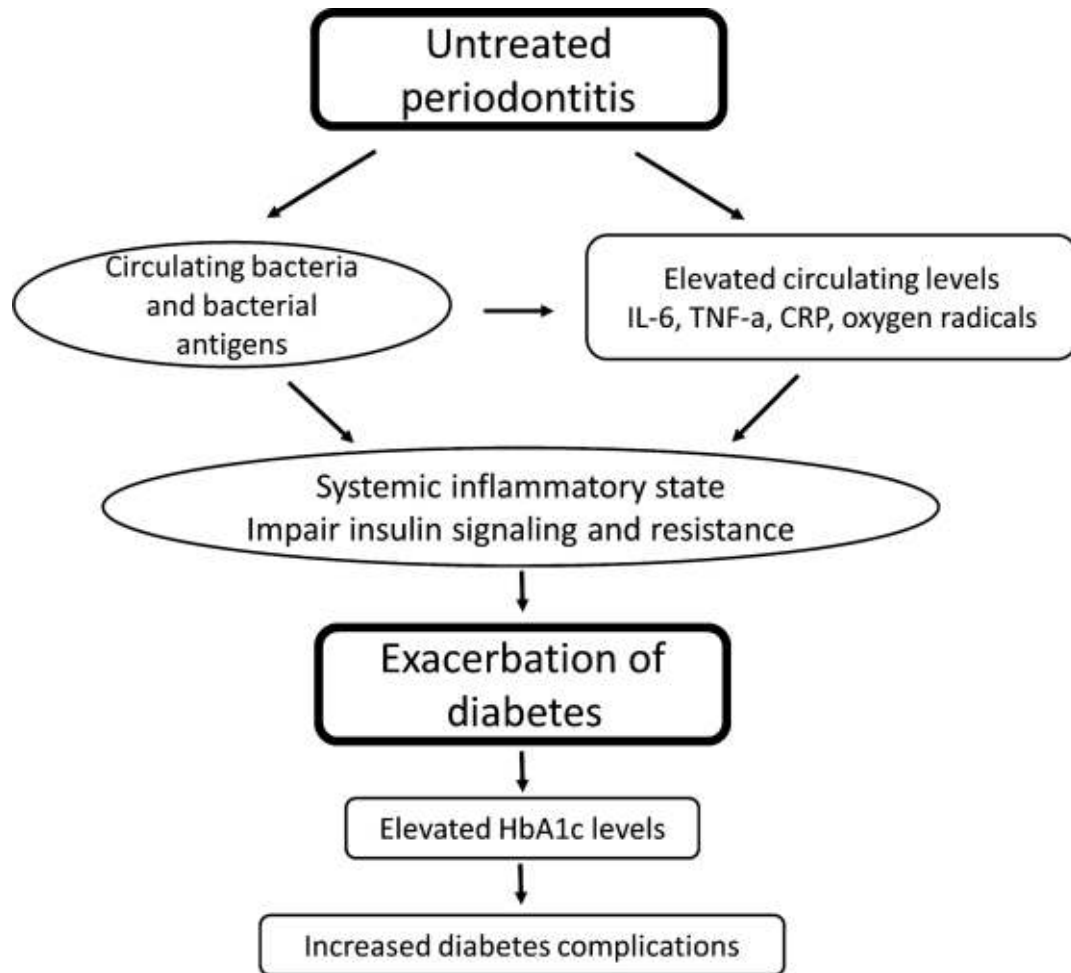 Untreated
periodontitis
Circulating bacteria
and bacterial
antigens
Elevated circulating levels
IL-6, TNF-a, CRP, oxygen radicals
Systemic inflammatory state
Impair insulin signaling and resistance
Exacerbation of
diabetes
Elevated HbA1c levels
Increased diabetes complications